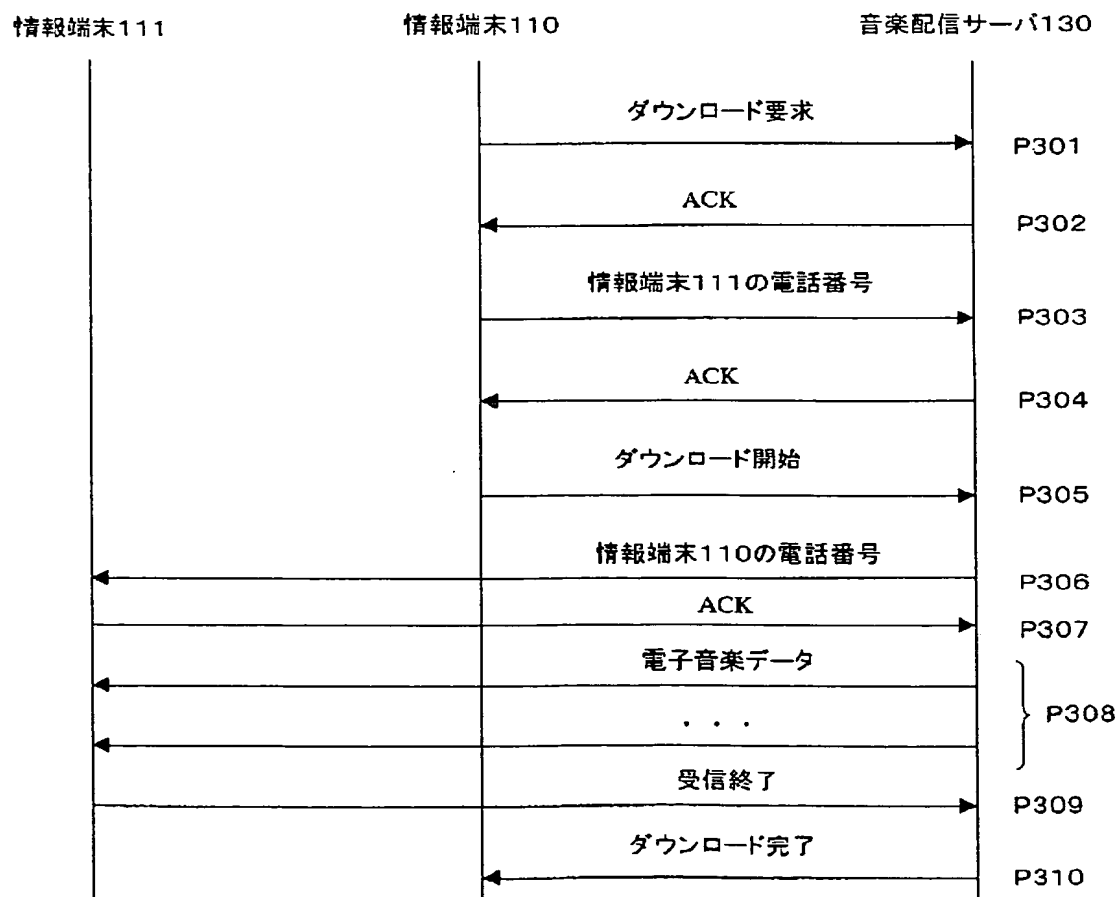 情報端末111
情報端末110
音楽配信サーバ130
ダウンロード要求
P301
ACK
P302
情報端末111の電話番号
P303
ACK
P304
ダウンロード開始
P305
情報端末110の電話番号
P306
ACK
P307
電子音楽データ
・・・
P308
受信終了
P309
ダウンロード完了
P310